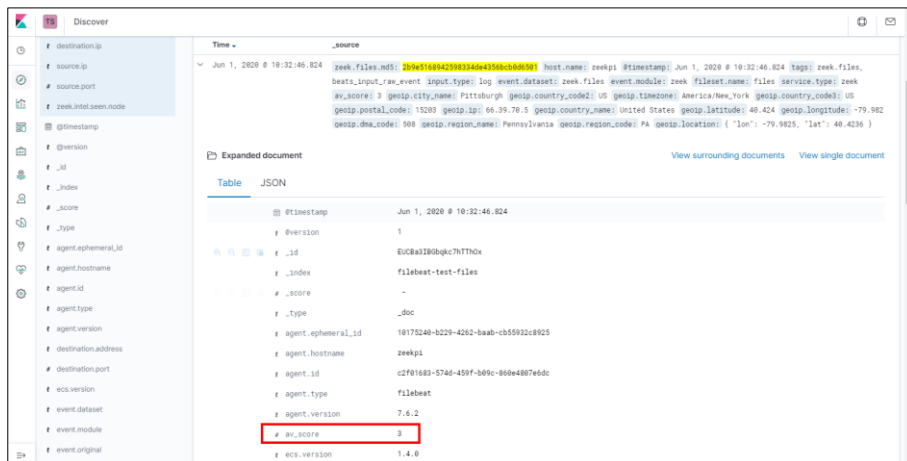 TS Discover
destination.ip
source.ip
source.port
zeek.intel.seen.node
@timestamp
@version
_id
_index
_score
_type
agent.ephemeral_id
agent.hostname
agent.id
agent.type
agent.version
destination.address
destination.port
ecs.version
event.dataset
event.module
event.original
Time _source
Jun 1, 2020 @ 10:32:46.824 zeek.files.md5: 2b9e5168942598334de4356bcb0d6501 host.name: zeekpi @timestamp: Jun 1, 2020 @ 10:32:46.824 tags: zeek.files,
beats_input_raw_event input.type: log event.dataset: zeek.files event.module: zeek fileset.name: files service.type: zeek
av_score: 3 geoip.city_name: Pittsburgh geoip.country_code2: US geoip.timezone: America/New_York geoip.country_code3: US
geoip.postal_code: 15203 geoip.ip: 66.39.70.5 geoip.country_name: United States geoip.latitude: 40.424 geoip.longitude: -79.982
geoip.dma_code: 508 geoip.region_name: Pennsylvania geoip.region_code: PA geoip.location: { "lon": -79.9825, "lat": 40.4236 }
Expanded document View surrounding documents View single document
Table JSON
@timestamp Jun 1, 2020 @ 10:32:46.824
@version 1
_id EUCBa3IBGbqkc7hTThOx
_index filebeat-test-files
_score -
_type _doc
agent.ephemeral_id 10175240-b229-4262-baab-cb55932c8925
agent.hostname zeekpi
agent.id c2f01683-574d-459f-b09c-860e4807e6dc
agent.type filebeat
agent.version 7.6.2
av_score 3
ecs.version 1.4.0